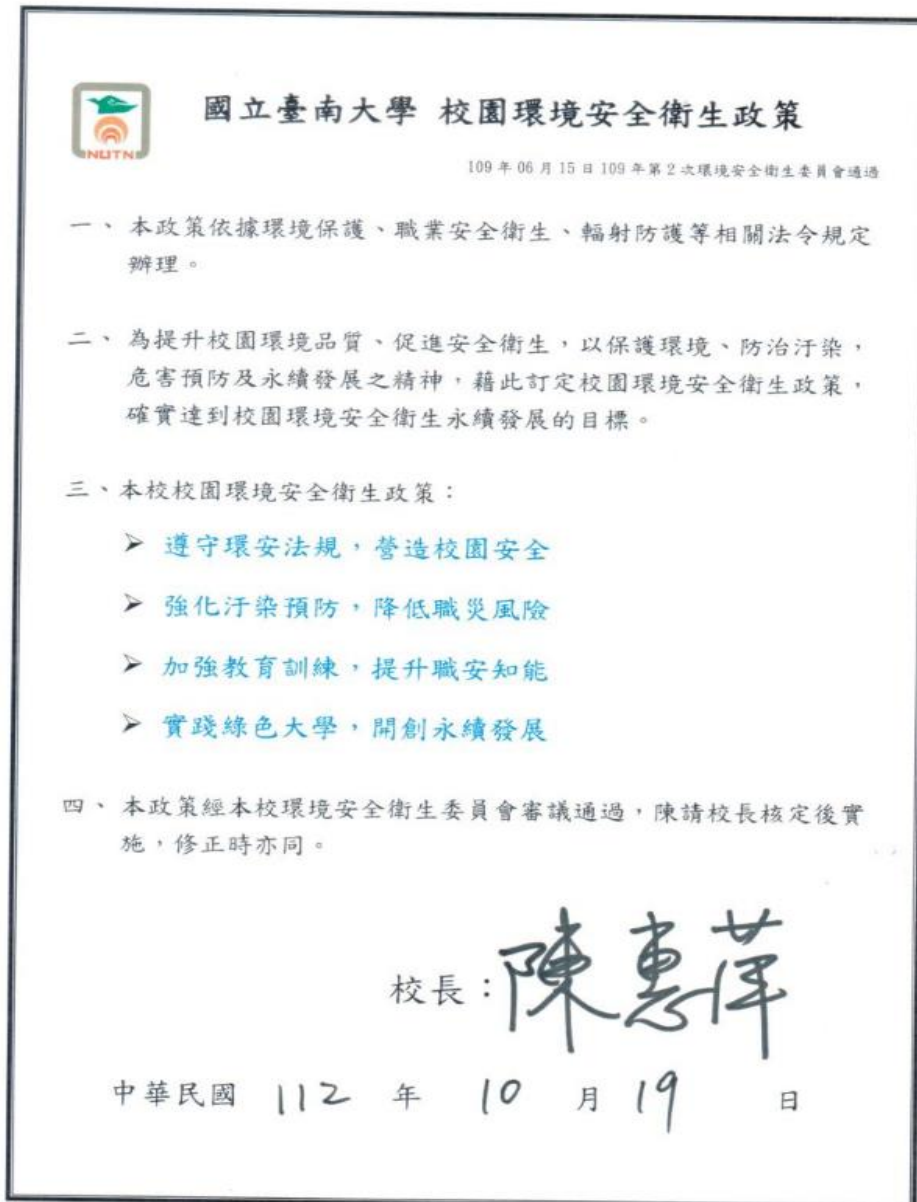 NUTN
國立臺南大學 校園環境安全衛生政策
109 年 06 月 15 日 109 年第 2 次環境安全衛生委員會通過
一、 本政策依據環境保護、職業安全衛生、輻射防護等相關法令規定
辦理。
二、 為提升校園環境品質、促進安全衛生，以保護環境、防治汙染，
危害預防及永續發展之精神，藉此訂定校園環境安全衛生政策，
確實達到校園環境安全衛生永續發展的目標。
三、本校校園環境安全衛生政策：
➢ 遵守環安法規，營造校園安全
➢ 強化汙染預防，降低職災風險
➢ 加強教育訓練，提升職安知能
➢ 實踐綠色大學，開創永續發展
四、 本政策經本校環境安全衛生委員會審議通過，陳請校長核定後實
施，修正時亦同。
校長：陳惠萍
中華民國 112 年 10 月 19 日